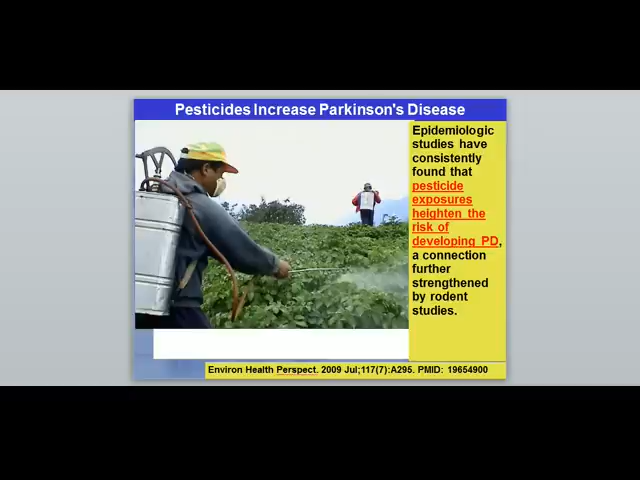 Pesticides Increase Parkinson's Disease
Epidemiologic
studies have
consistently
found that
pesticide
exposures
heighten the
risk of
developing PD,
a connection
further
strengthened
by rodent
studies.
Environ Health Perspect. 2009 Jul;117(7):A295. PMID: 19654900